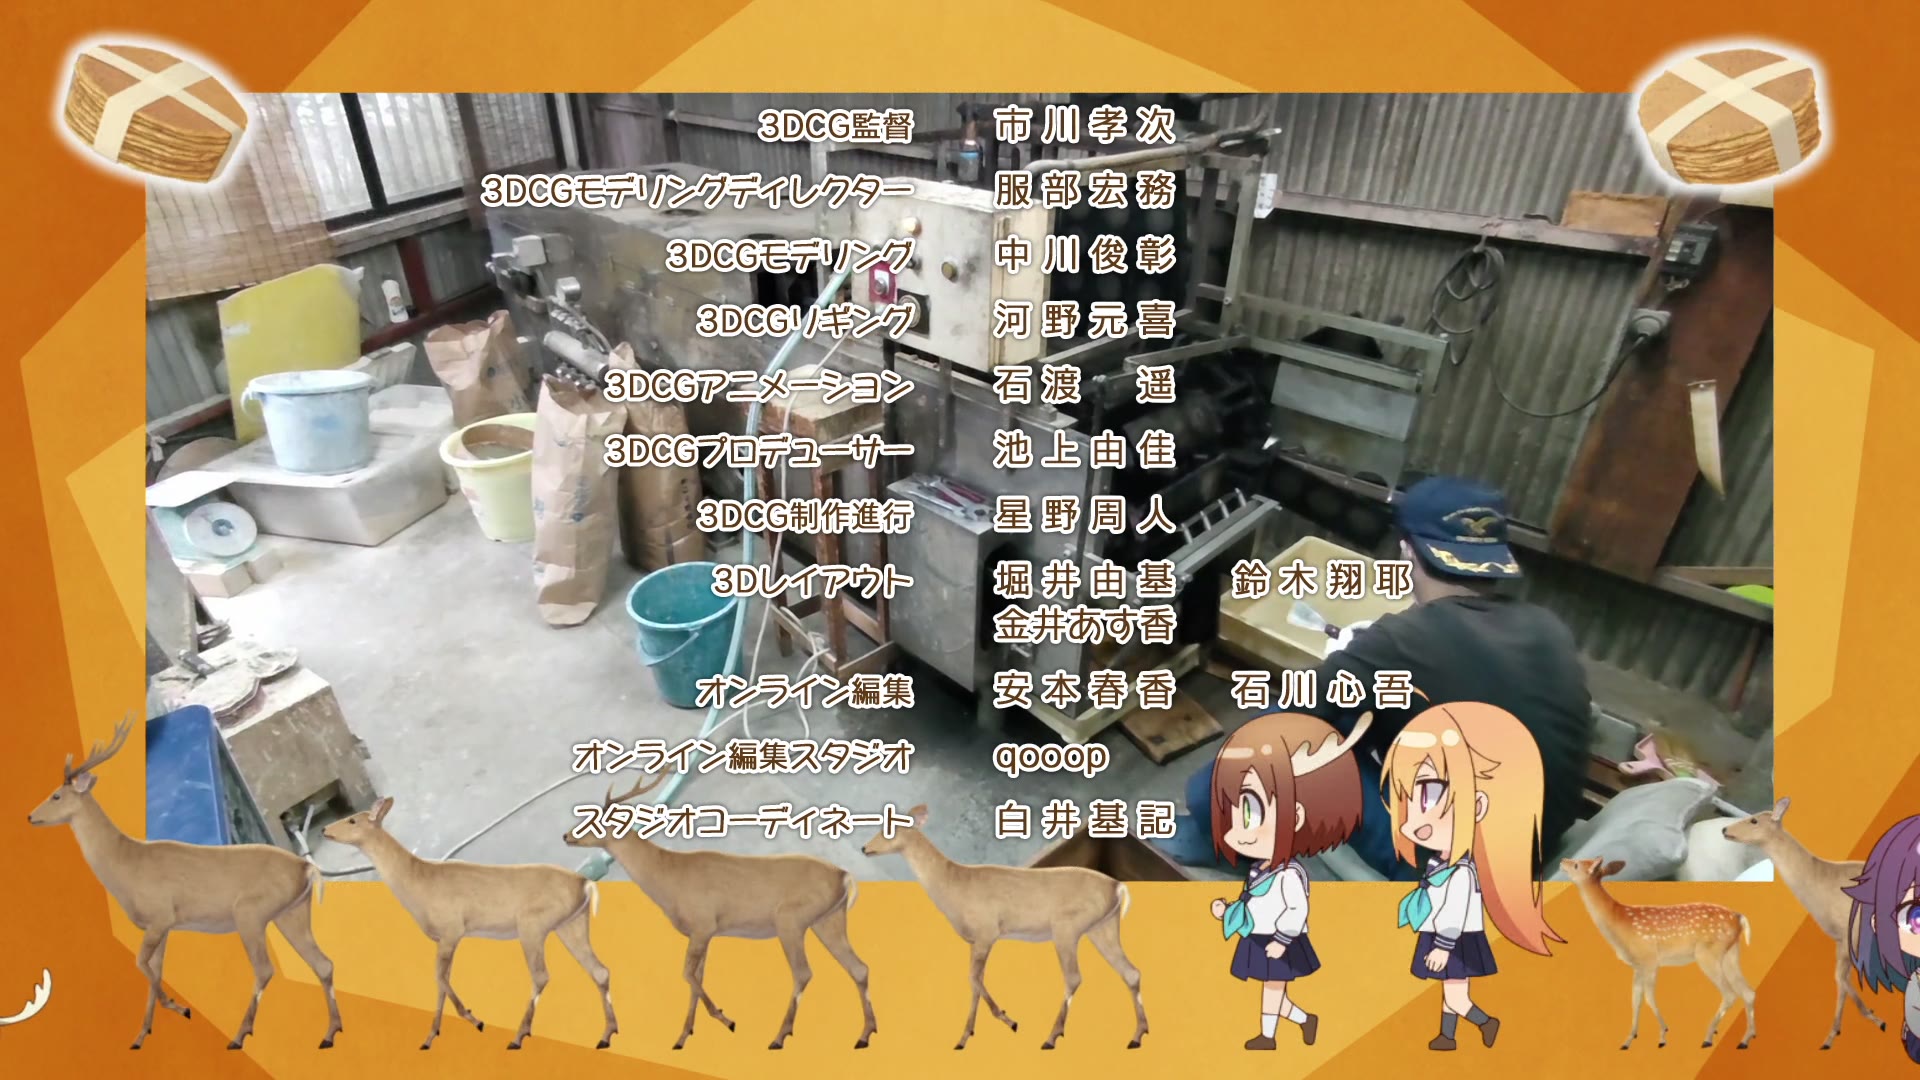 3DCG監督 市川孝次
3DCGモデリングディレクター 服部宏務
3DCGモデリング 中川俊彰
3DCGリギング 河野元喜
3DCGアニメーション 石渡 遥
3DCGプロデューサー 池上由佳
3DCG制作進行 星野周人
3Dレイアウト 堀井由基 鈴木翔耶
金井あす香
オンライン編集 安本春香 石川心吾
オンライン編集スタジオ qooop
スタジオコーディネート 白井基記